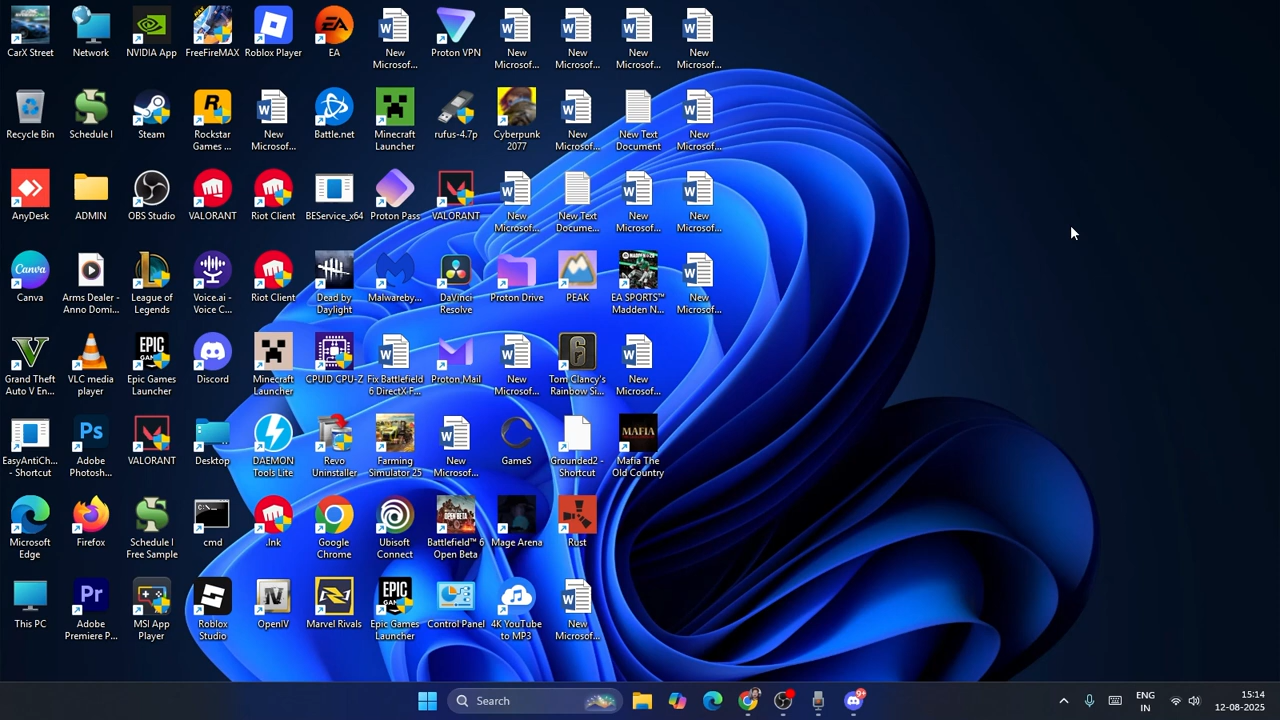 CarX Street
Network
NVIDIA App
FreeFireMAX
Roblox Player
EA
New
Microsof...
Proton VPN
New
Microsof...
New
Microsof...
New
Microsof...
New
Microsof...
Recycle Bin
Schedule I
Steam
Rockstar
Games ...
New
Microsof...
Battle.net
Minecraft
Launcher
rufus-4.7p
Cyberpunk
2077
New
Microsof...
New Text
Document
New
Microsof...
AnyDesk
ADMIN
OBS Studio
VALORANT
Riot Client
BEService_x64
Proton Pass
VALORANT
New
Microsof...
New Text
Docume...
New
Microsof...
New
Microsof...
Canva
Canva
Arms Dealer -
Anno Domi...
League of
Legends
Voice.ai -
Voice C...
Riot Client
Dead by
Daylight
Malwareby...
DaVinci
Resolve
Proton Drive
PEAK
EA SPORTS™
Madden N...
New
Microsof...
Grand Theft
Auto V En...
VLC media
player
EPIC
GAMES
Epic Games
Launcher
Discord
Minecraft
Launcher
CPUID CPU-Z
Fix Battlefield
6 DirectX F...
Proton Mail
New
Microsof...
Tom Clancy's
Rainbow Si...
New
Microsof...
EasyAntiCh...
- Shortcut
Ps
Adobe
Photosh...
VALORANT
Desktop
DAEMON
Tools Lite
Revo
Uninstaller
Farming
Simulator 25
New
Microsof...
GameS
Grounded2 -
Shortcut
MAFIA
Mafia The
Old Country
Microsoft
Edge
Firefox
Schedule I
Free Sample
cmd
.lnk
Google
Chrome
Ubisoft
Connect
Battlefield™ 6
Open Beta
Mage Arena
Rust
This PC
Pr
Adobe
Premiere P...
MSI App
Player
Roblox
Studio
IV
OpenIV
Marvel Rivals
EPIC
GAMES
Epic Games
Launcher
Control Panel
4K YouTube
to MP3
New
Microsof...
Search
9+
ENG
IN
15:14
12-08-2025